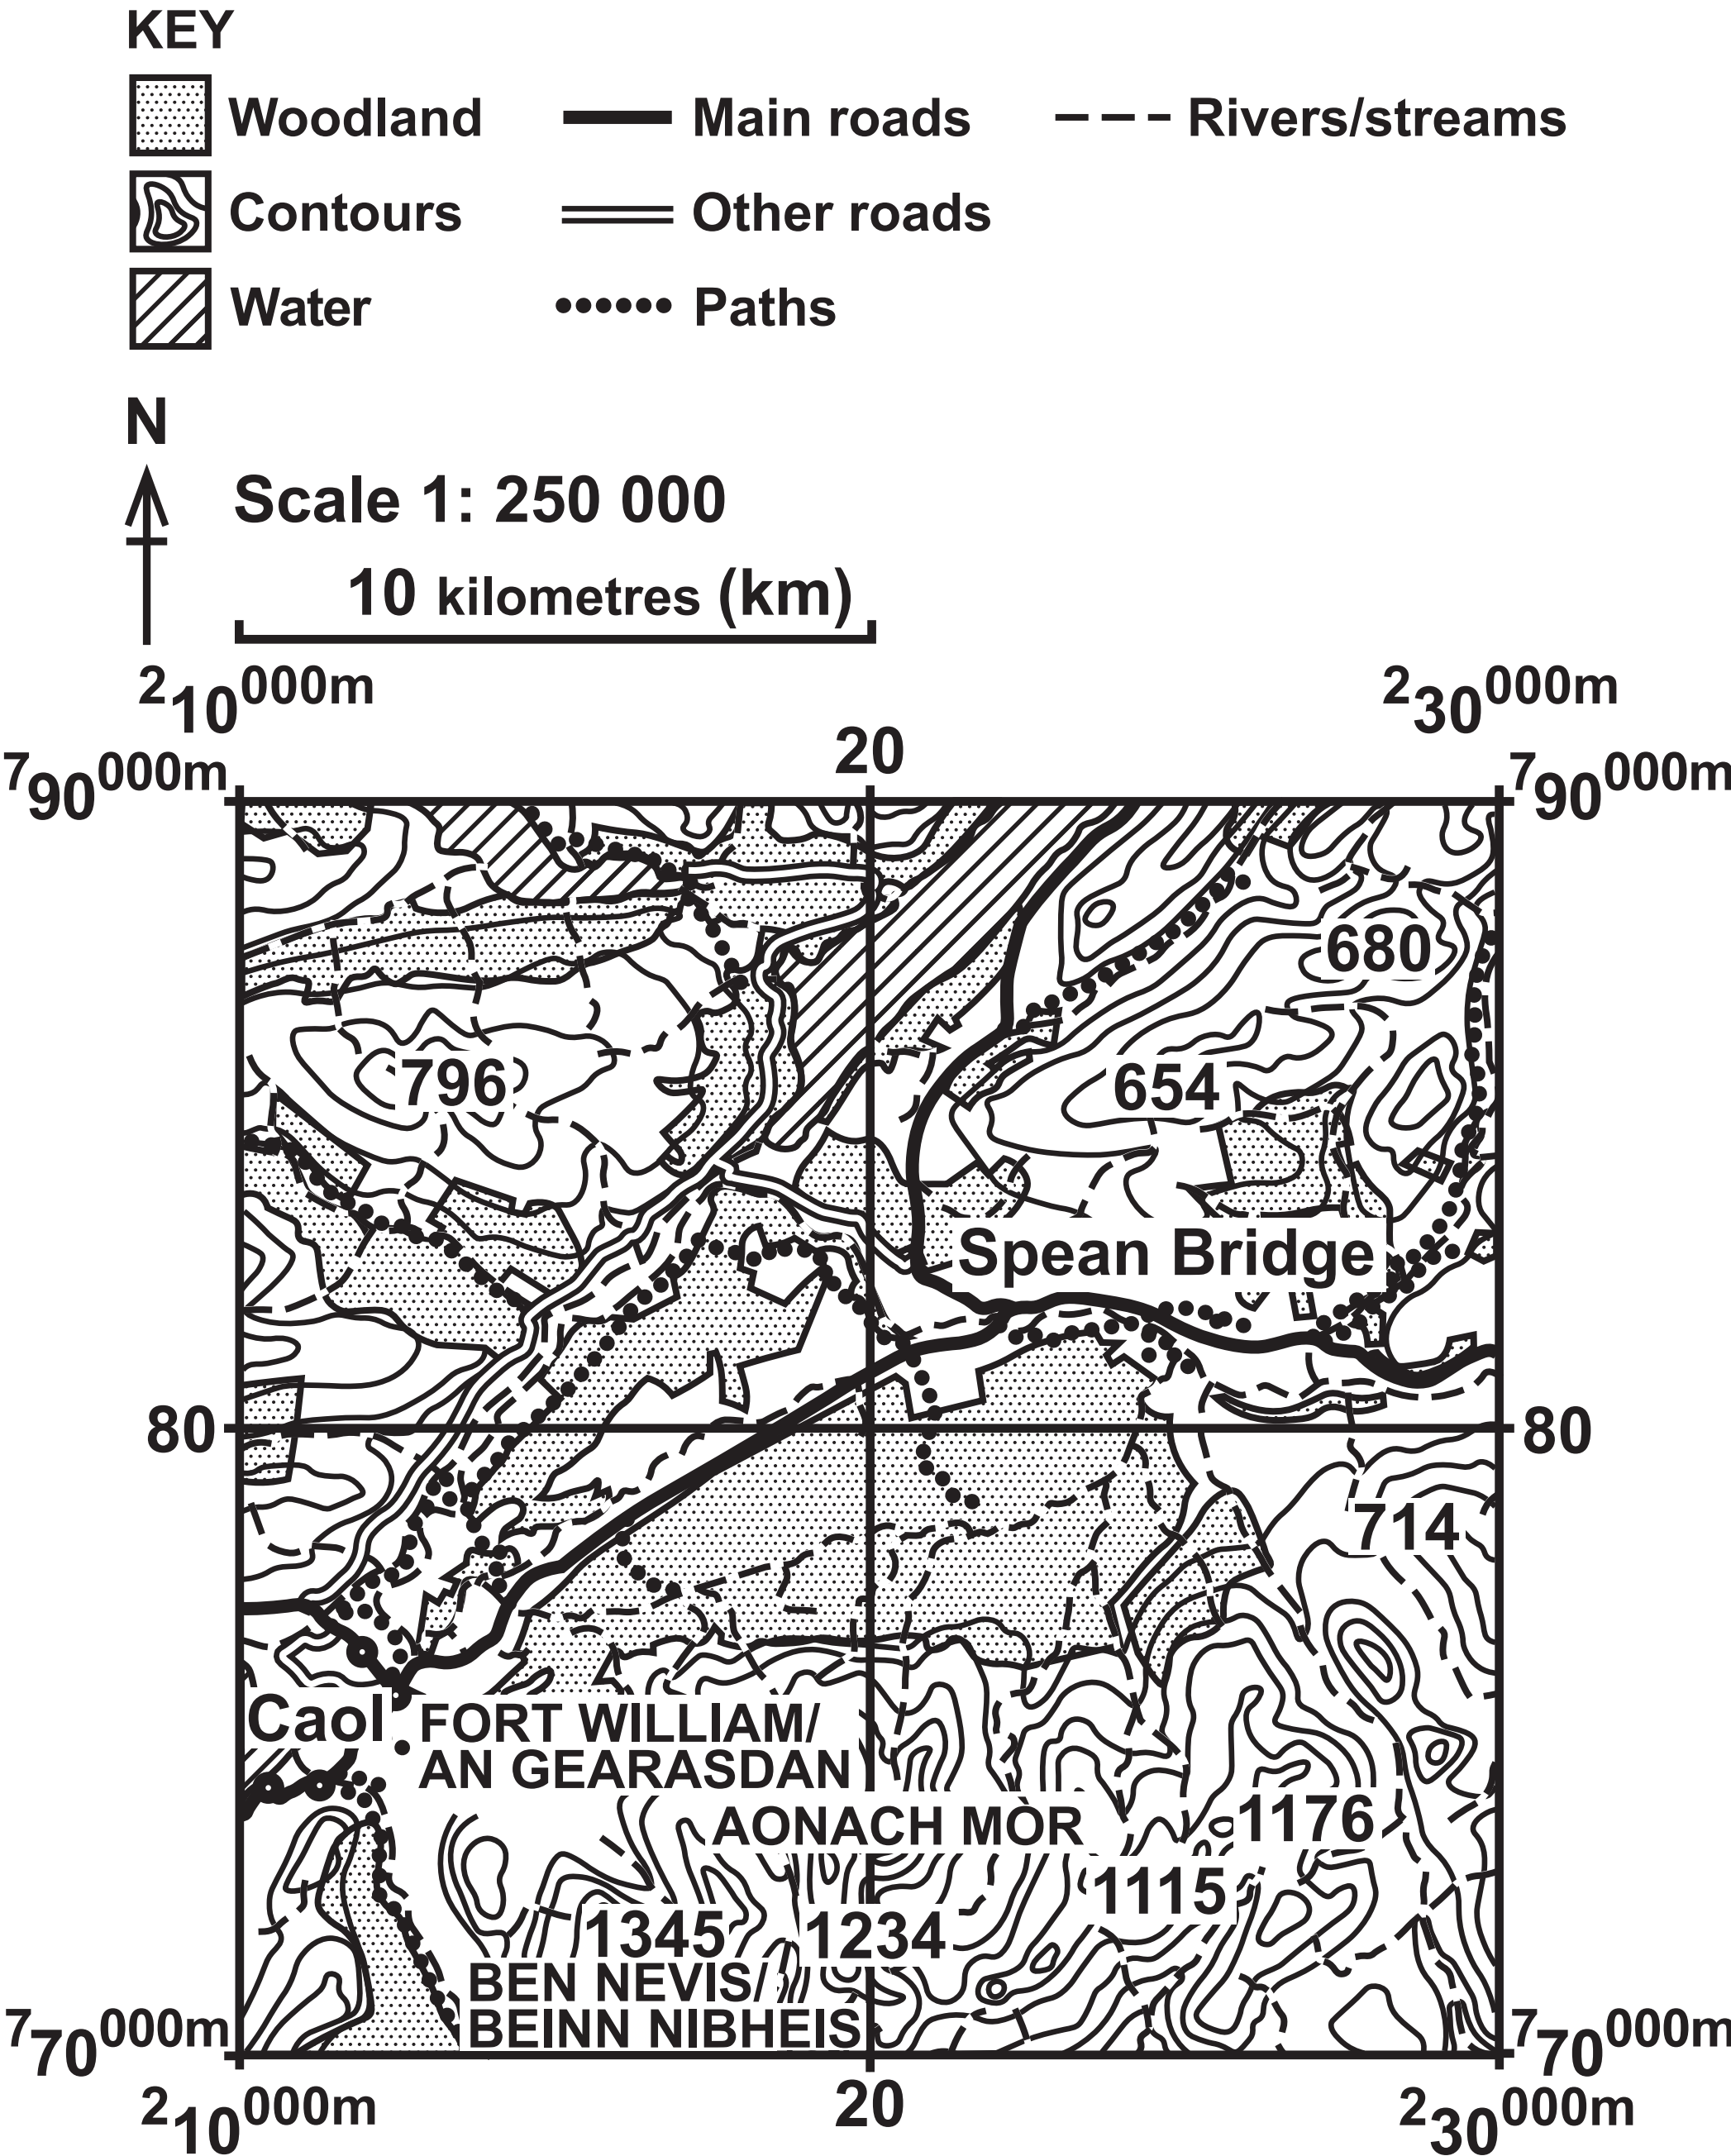 KEY
Woodland Main roads Rivers/streams
Contours Other roads
Water Paths
N
Scale 1: 250 000
10 kilometres (km)
210000m 230000m
20
790000m 790000m
680
796
654
Spean Bridge
80 80
714
Caol FORT WILLIAM/
AN GEARASDAN
AONACH MÒR 1176
1115
1345 1234
BEN NEVIS/
BEINN NIBHEIS
770000m 770000m
20
210000m 230000m